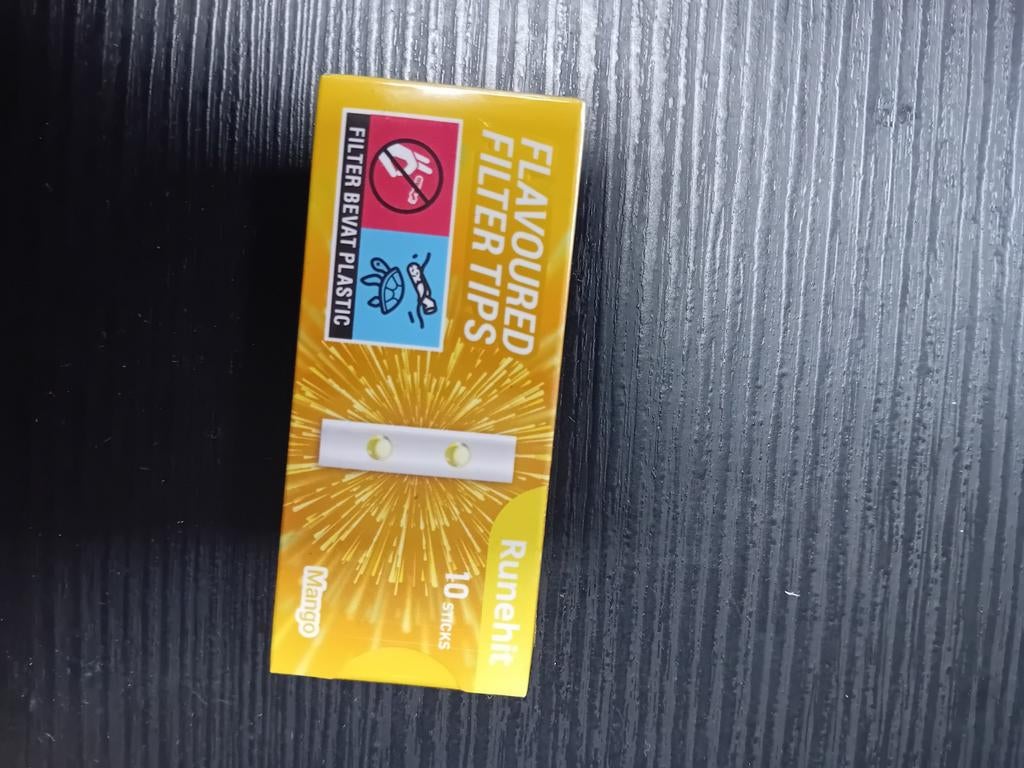 Runehit
FLAVOURED
FILTER TIPS
10 STICKS
FILTER BEVAT PLASTIC
Mango